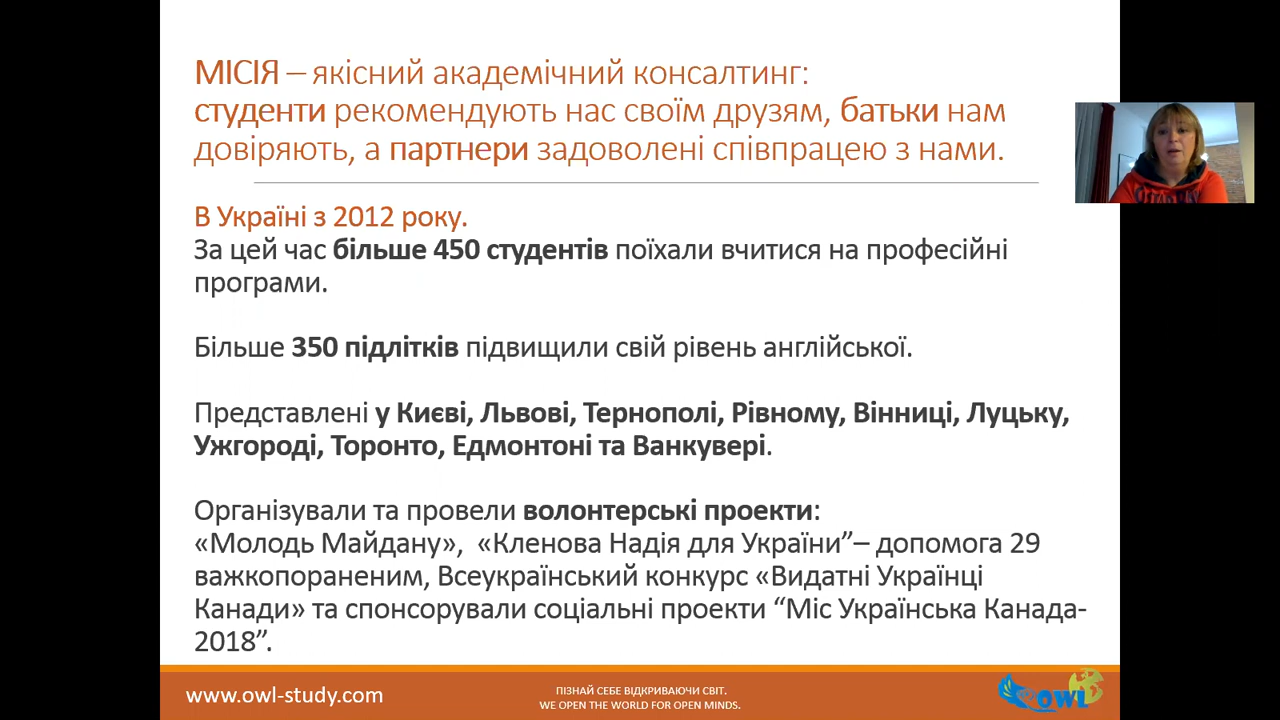 МІСІЯ – якісний академічний консалтинг:
студенти рекомендують нас своїм друзям, батьки нам
довіряють, а партнери задоволені співпрацею з нами.
В Україні з 2012 року.
За цей час більше 450 студентів поїхали вчитися на професійні
програми.
Більше 350 підлітків підвищили свій рівень англійської.
Представлені у Києві, Львові, Тернополі, Рівному, Вінниці, Луцьку,
Ужгороді, Торонто, Едмонтоні та Ванкувері.
Організували та провели волонтерські проекти:
«Молодь Майдану», «Кленова Надія для України”– допомога 29
важкопораненим, Всеукраїнський конкурс «Видатні Українці
Канади» та спонсорували соціальні проекти “Міс Українська Канада-
2018”.
www.owl-study.com
ПІЗНАЙ СЕБЕ ВІДКРИВАЮЧИ СВІТ.
WE OPEN THE WORLD FOR OPEN MINDS.
OWL